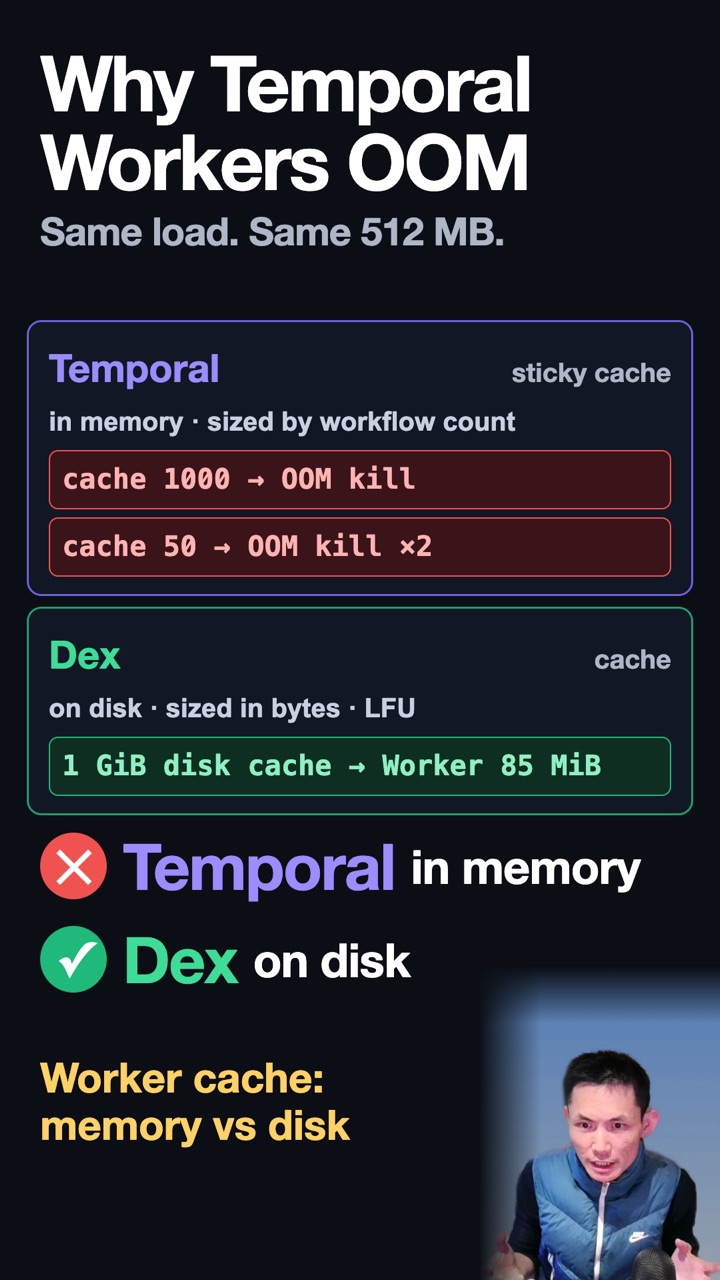 Why Temporal
Workers OOM
Same load. Same 512 MB.
Temporal
sticky cache
in memory · sized by workflow count
cache 1000 → OOM kill
cache 50 → OOM kill ×2
Dex
cache
on disk · sized in bytes · LFU
1 GiB disk cache → Worker 85 MiB
Temporal in memory
Dex on disk
Worker cache:
memory vs disk